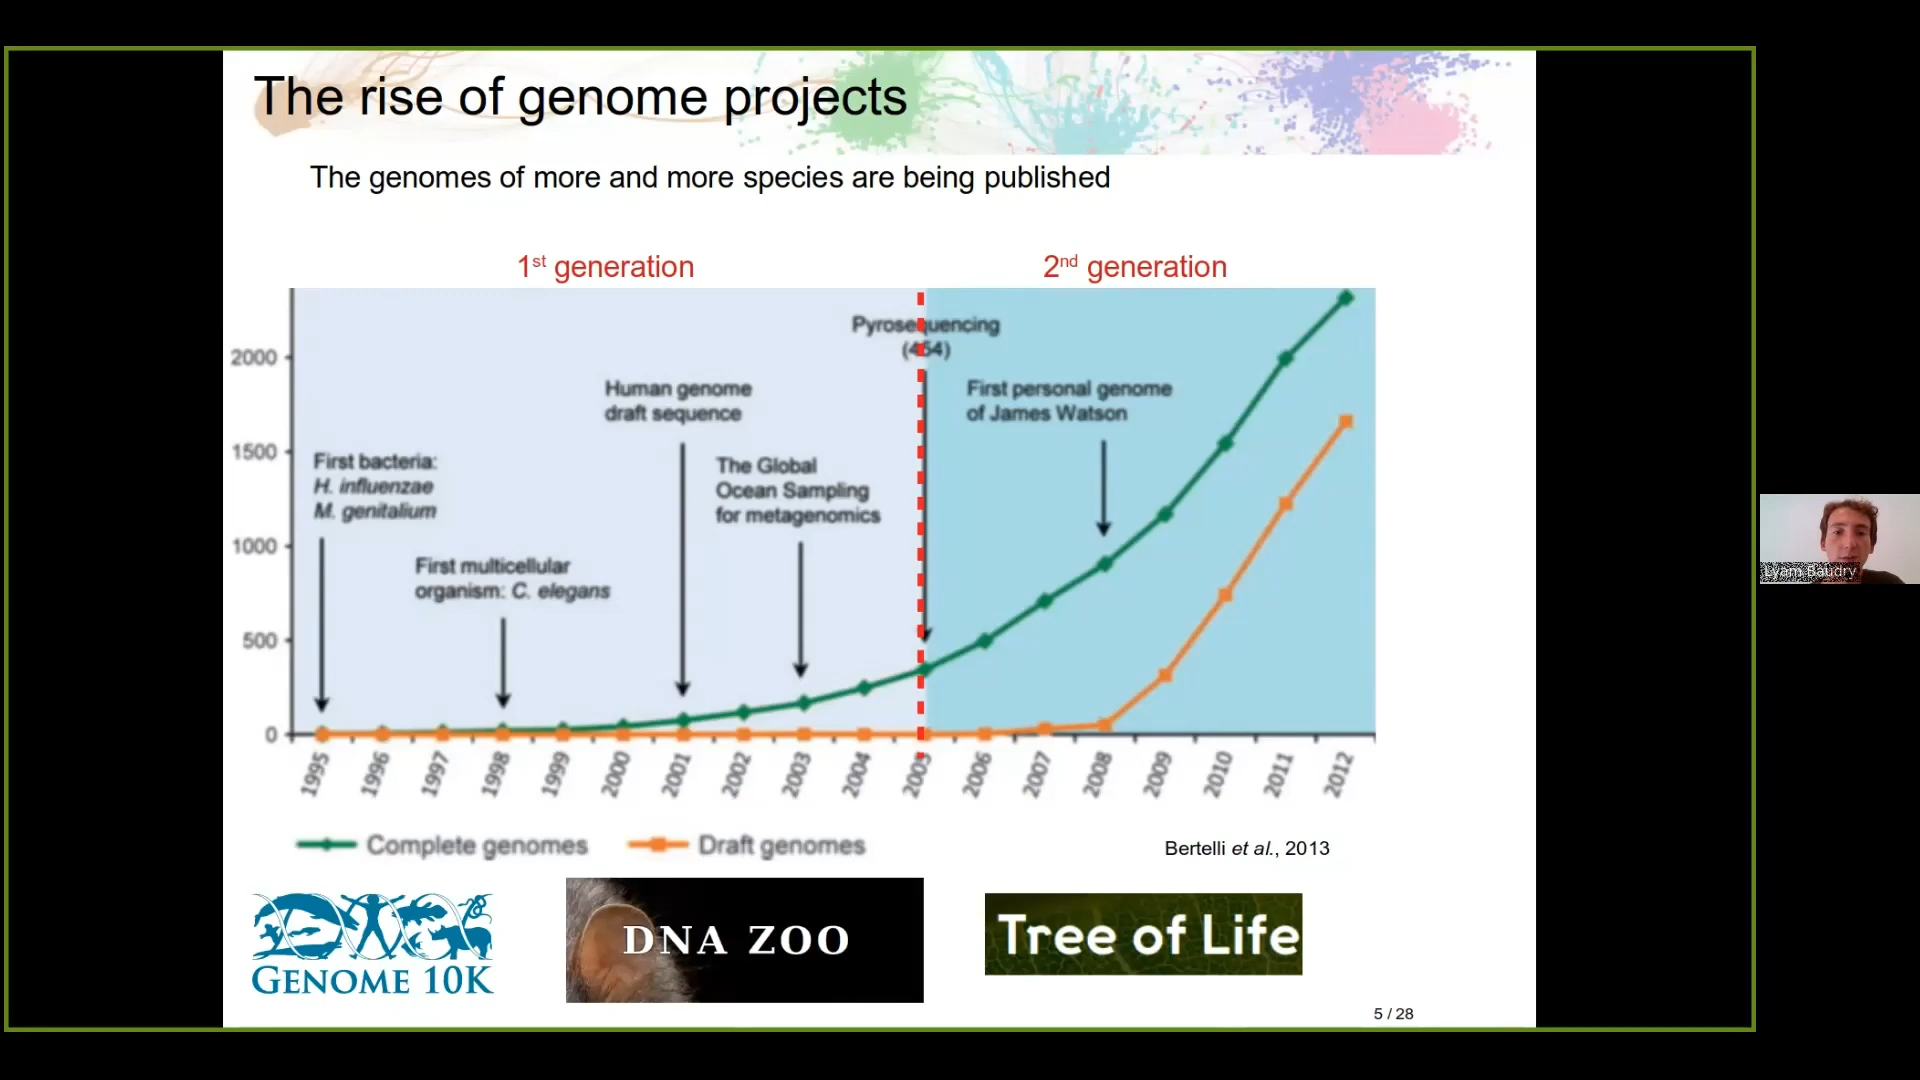 The rise of genome projects
The genomes of more and more species are being published
1st generation
2nd generation
Pyrosequencing
(454)
2000
Human genome
draft sequence
First personal genome
of James Watson
1500
First bacteria:
H. influenzae
M. genitalium
The Global
Ocean Sampling
for metagenomics
1000
First multicellular
organism: C. elegans
500
0
1995
1996
1997
1998
1999
2000
2001
2002
2003
2004
2005
2006
2007
2008
2009
2010
2011
2012
Complete genomes
Draft genomes
Bertelli et al., 2013
GENOME 10K
DNA ZOO
Tree of Life
5 / 28
Lyam Baudry